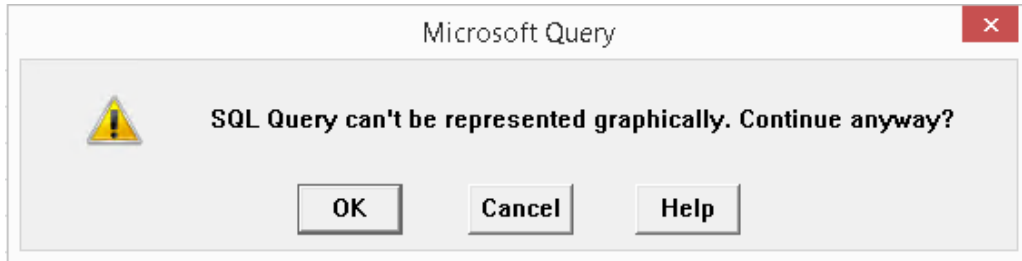 Microsoft Query
SQL Query can't be represented graphically. Continue anyway?
OK Cancel Help